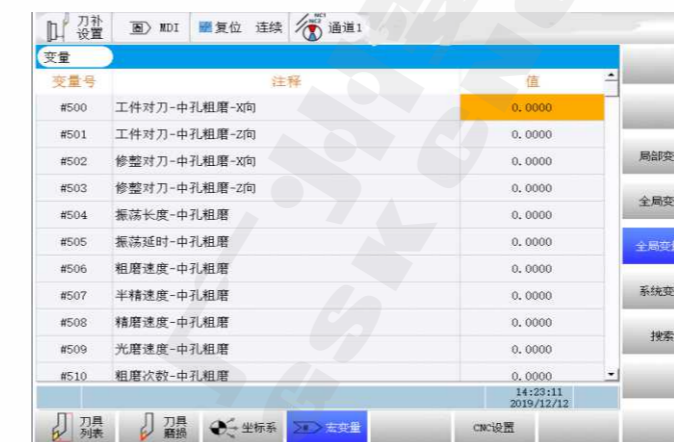 刀补
设置
MDI
复位 连续
通道1
变量
变量号 注释 值
#500 工件对刀-中孔粗磨-X向 0.0000
#501 工件对刀-中孔粗磨-Z向 0.0000
#502 修整对刀-中孔粗磨-X向 0.0000
#503 修整对刀-中孔粗磨-Z向 0.0000
#504 振荡长度-中孔粗磨 0.0000
#505 振荡延时-中孔粗磨 0.0000
#506 粗磨速度-中孔粗磨 0.0000
#507 半精速度-中孔粗磨 0.0000
#508 精磨速度-中孔粗磨 0.0000
#509 光磨速度-中孔粗磨 0.0000
#510 粗磨次数-中孔粗磨 0.0000
局部变
全局变
全局变
系统变
搜索
14:23:11
2019/12/12
刀具
列表
刀具
磨损
坐标系
宏变量
CNC设置